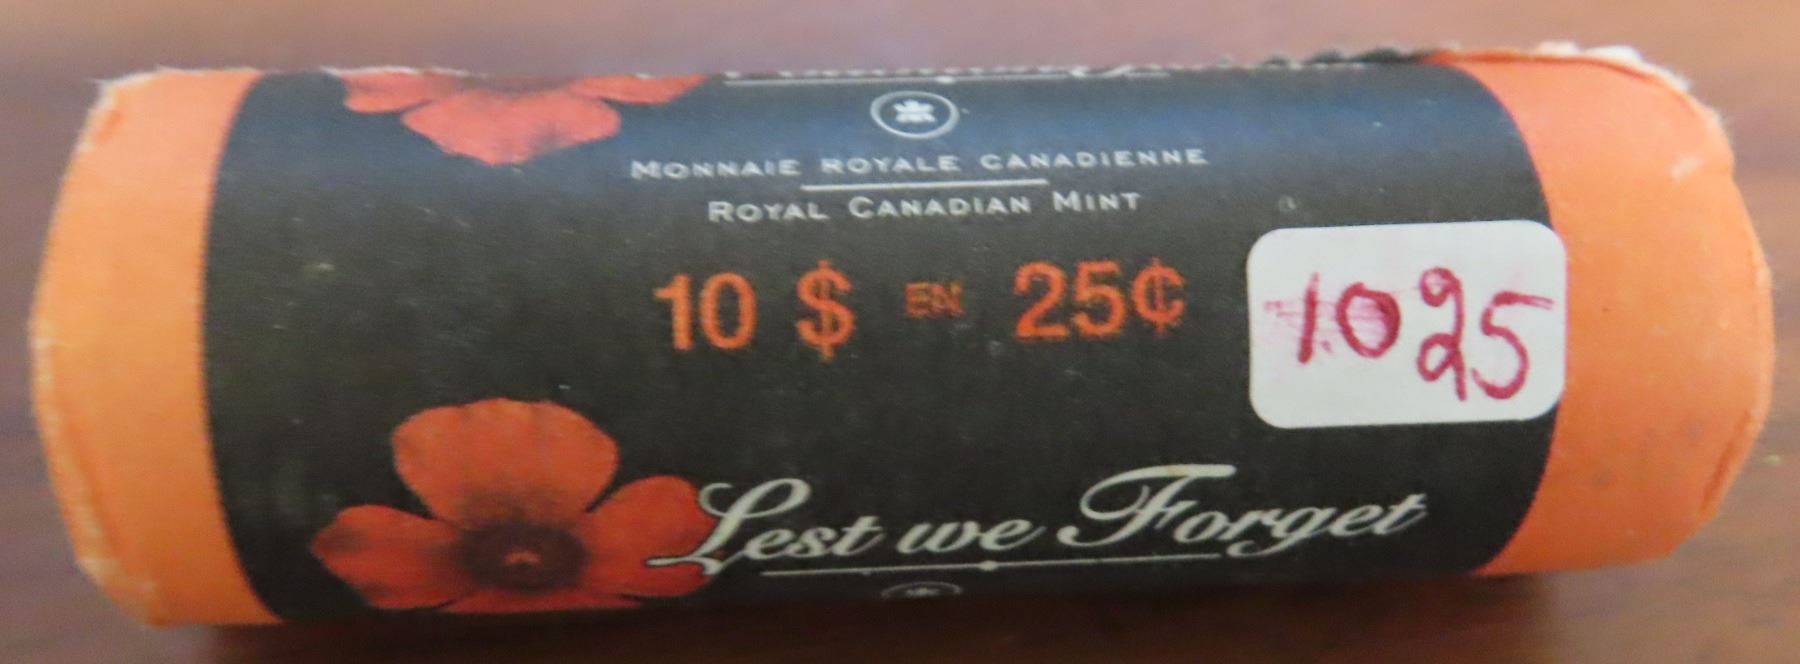 MONNAIE ROYALE CANADIENNE
ROYAL CANADIAN MINT
10 $ EN 25¢
1025
Lest we Forget